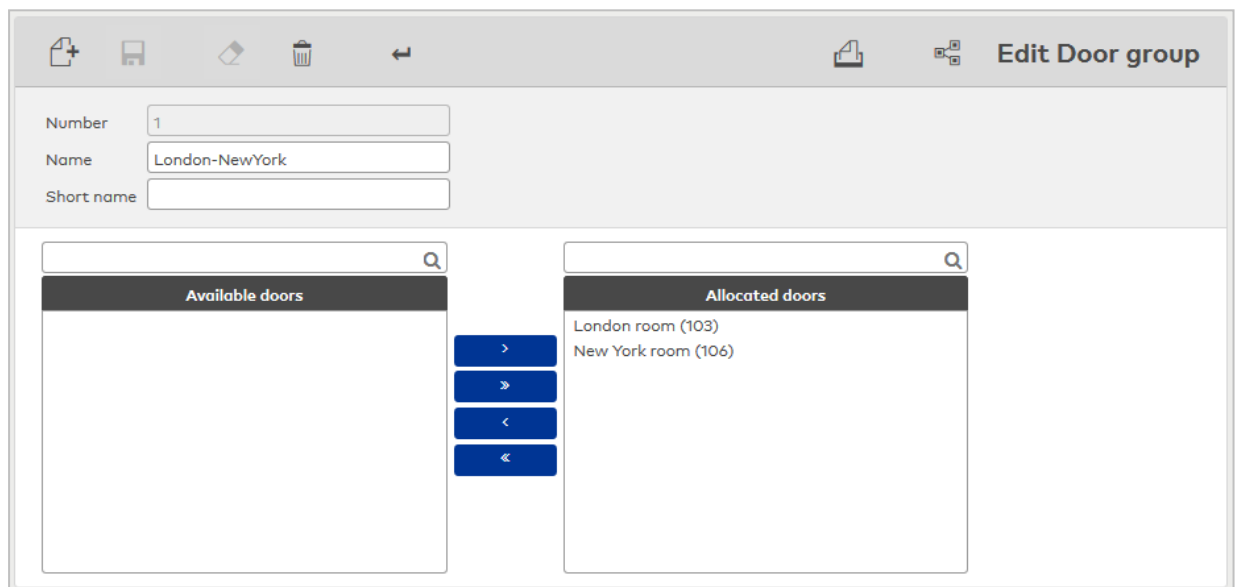 Edit Door group
Number 1
Name London-NewYork
Short name
Available doors
Allocated doors
London room (103)
New York room (106)
>
»
<
«